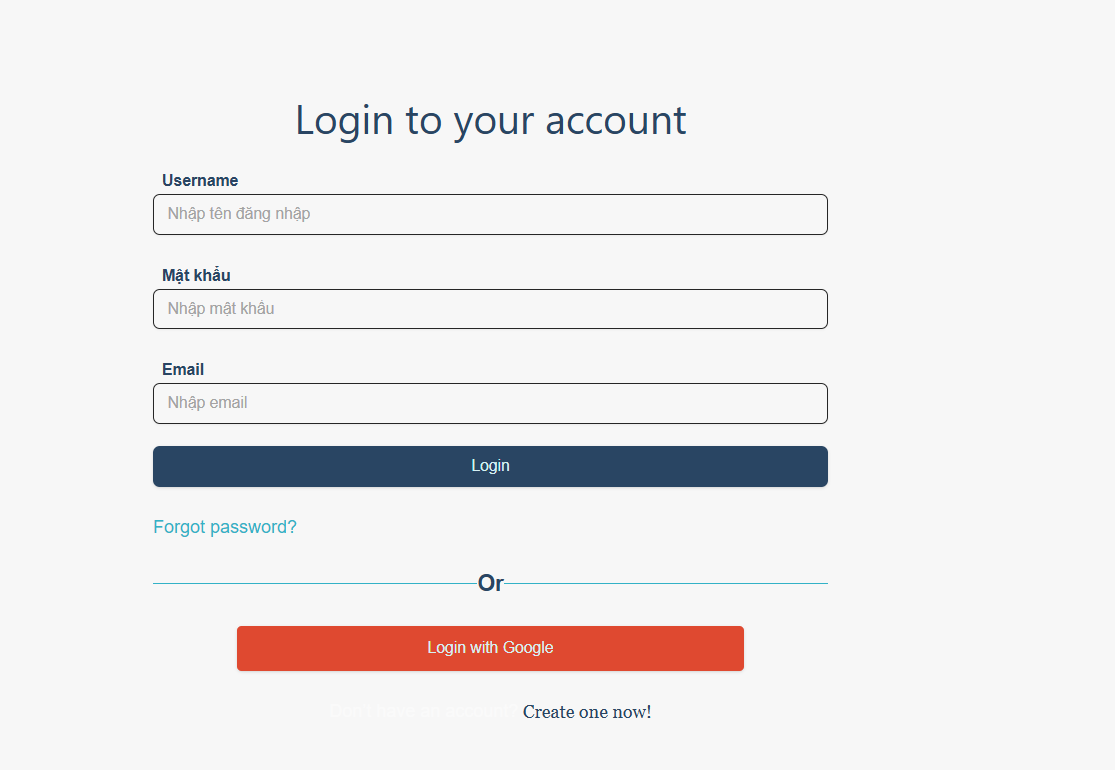 Login to your account
Username
Nhập tên đăng nhập
Mật khẩu
Nhập mật khẩu
Email
Nhập email
Login
Forgot password?
Or
Login with Google
Don't have an account? Create one now!